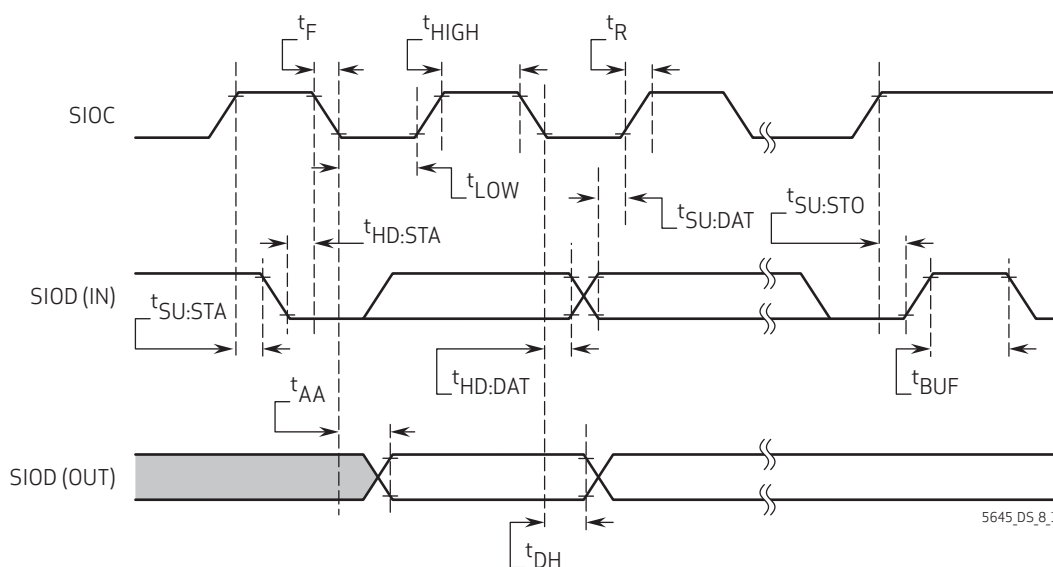 tF
tHIGH
tR
SIOC
tLOW
tSU:DAT
tSU:STO
tHD:STA
SIOD (IN)
tSU:STA
tHD:DAT
tBUF
tAA
SIOD (OUT)
5645_DS_8_
tDH